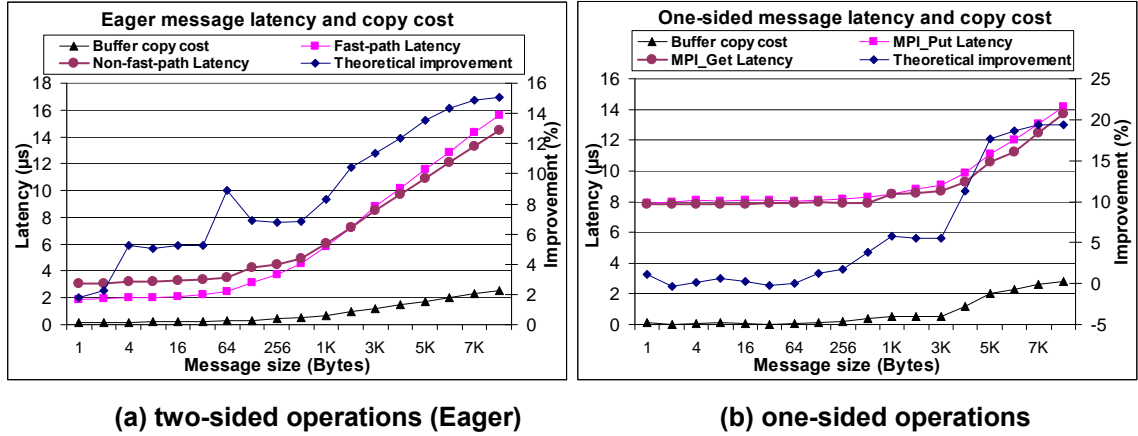 Eager message latency and copy cost
Buffer copy cost
Fast-path Latency
Non-fast-path Latency
Theoretical improvement
Latency (μs)
18
16
14
12
10
8
6
4
2
0
16
14
12
10
8
6
4
2
0
Improvement (%)
1 4 16 64 256 1K 3K 5K 7K
Message size (Bytes)
(a) two-sided operations (Eager)
One-sided message latency and copy cost
Buffer copy cost
MPI_Put Latency
MPI_Get Latency
Theoretical improvement
Latency (μs)
16
14
12
10
8
6
4
2
0
25
20
15
10
5
0
-5
Improvement (%)
1 4 16 64 256 1K 3K 5K 7K
Message size (Bytes)
(b) one-sided operations